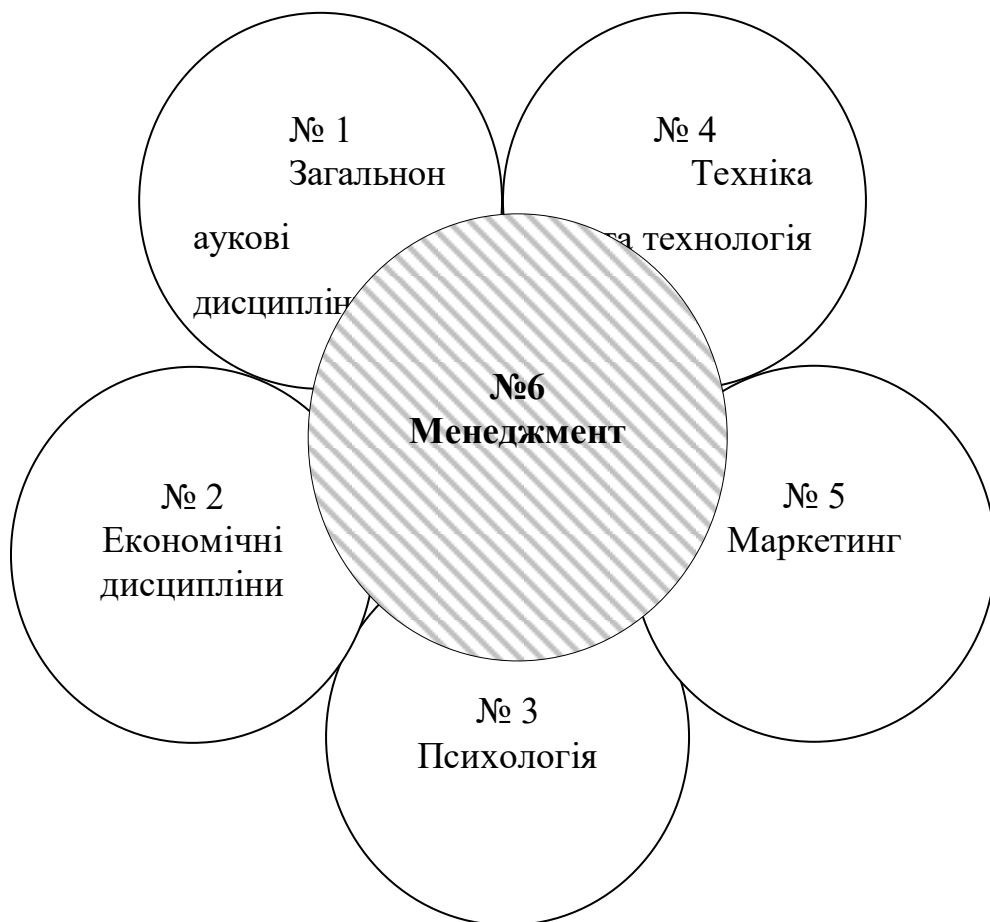 № 1
Загальнон
аукові
дисциплін
№ 4
Техніка
та технологія
№6
Менеджмент
№ 2
Економічні
дисципліни
№ 5
Маркетинг
№ 3
Психологія